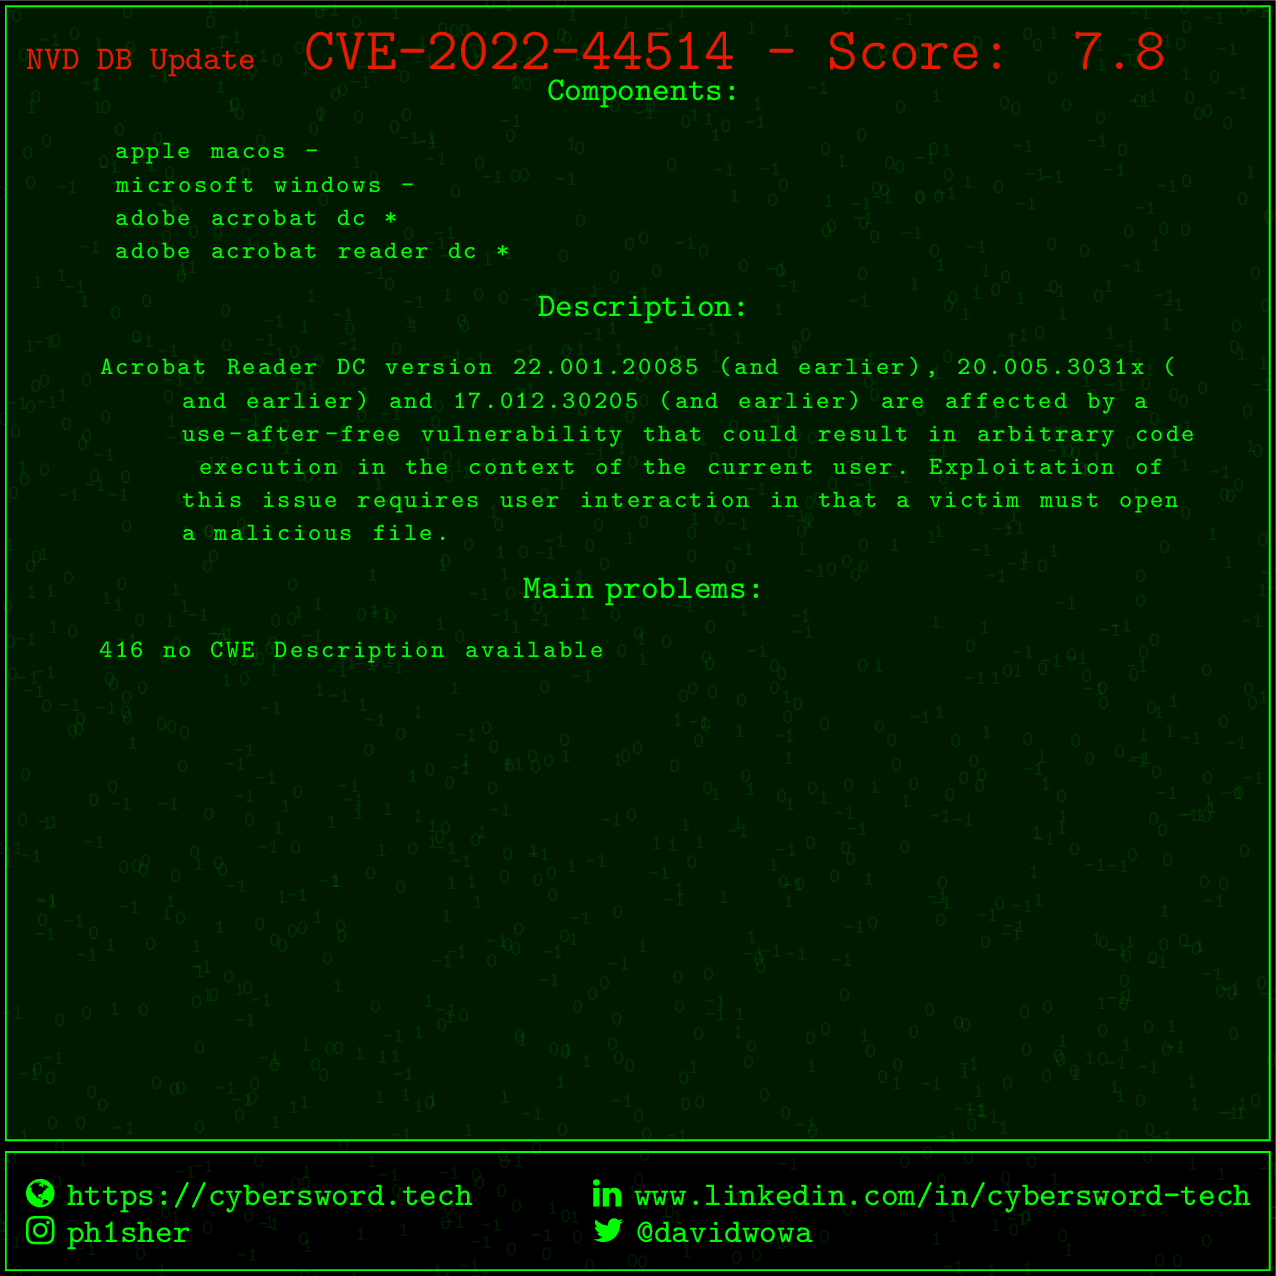 NVD DB Update CVE-2022-44514 - Score: 7.8
Components:
apple macos -
microsoft windows -
adobe acrobat dc *
adobe acrobat reader dc *
Description:
Acrobat Reader DC version 22.001.20085 (and earlier), 20.005.3031x (
and earlier) and 17.012.30205 (and earlier) are affected by a
use-after-free vulnerability that could result in arbitrary code
execution in the context of the current user. Exploitation of
this issue requires user interaction in that a victim must open
a malicious file.
Main problems:
416 no CWE Description available
https://cybersword.tech www.linkedin.com/in/cybersword-tech
ph1sher @davidwowa